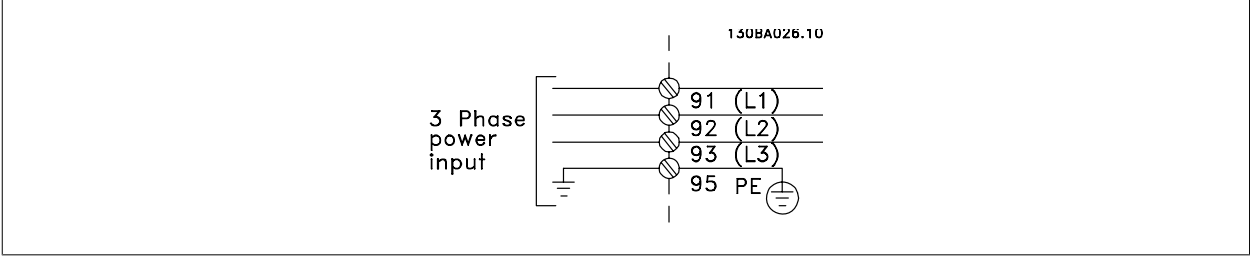 130BA026.10
3 Phase
power
input
91 (L1)
92 (L2)
93 (L3)
95 PE